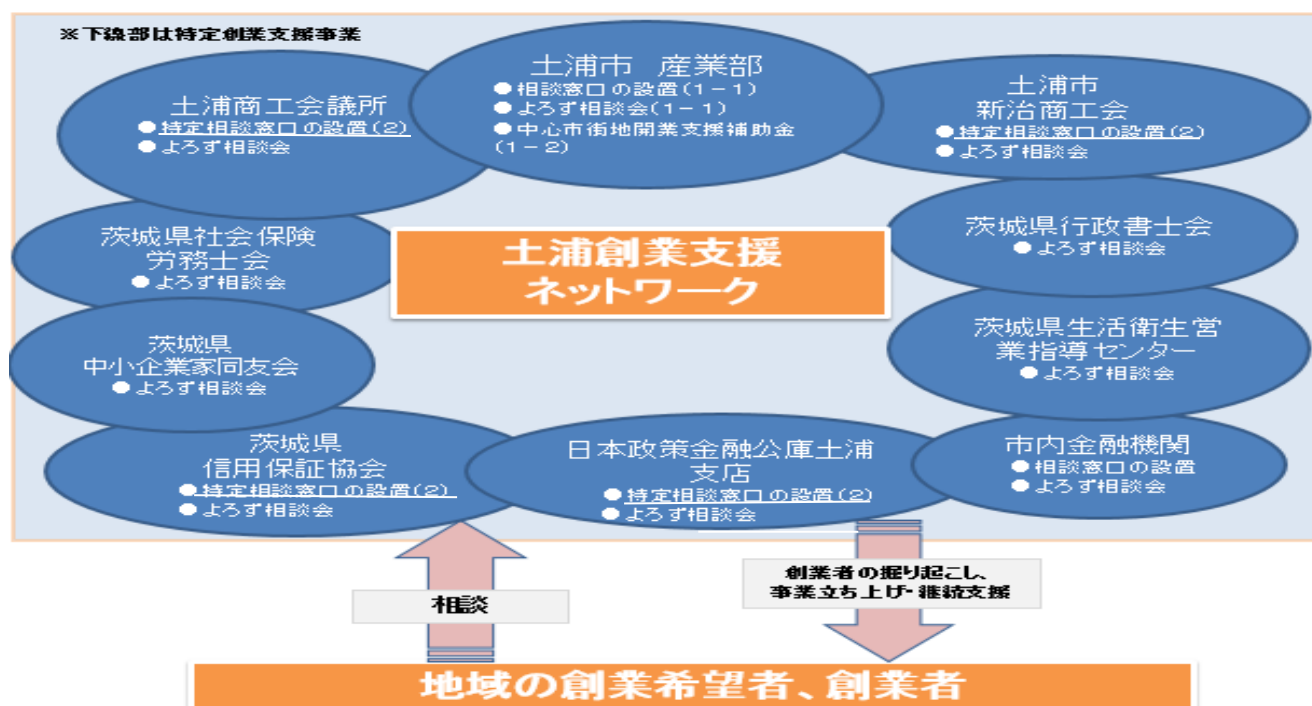 ※下線部は特定創業支援事業
土浦市 産業部
●相談窓口の設置(1-1)
●よろず相談会(1-1)
●中心市街地開業支援補助金
(1-2)
土浦商工会議所
●特定相談窓口の設置(2)
●よろず相談会
土浦市
新治商工会
●特定相談窓口の設置(2)
●よろず相談会
茨城県社会保険
労務士会
●よろず相談会
土浦創業支援
ネットワーク
茨城県行政書士会
●よろず相談会
茨城県
中小企業家同友会
●よろず相談会
茨城県生活衛生営
業指導センター
●よろず相談会
茨城県
信用保証協会
●特定相談窓口の設置(2)
●よろず相談会
日本政策金融公庫土浦
支店
●特定相談窓口の設置(2)
●よろず相談会
市内金融機関
●相談窓口の設置
●よろず相談会
相談
創業者の掘り起こし、
事業立ち上げ・継続支援
地域の創業希望者、創業者